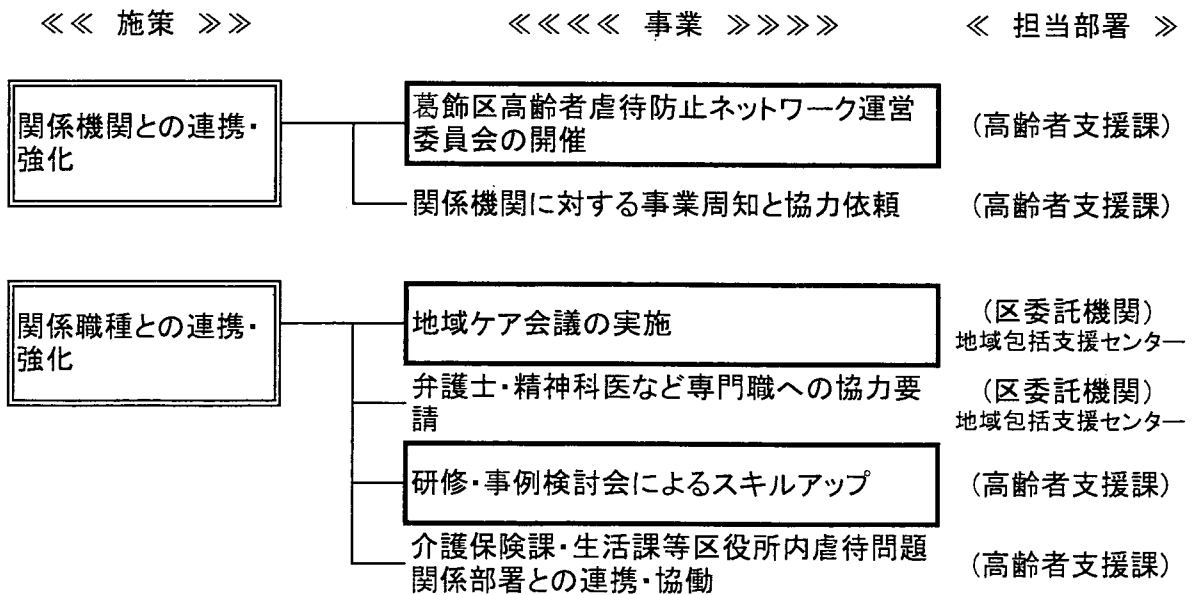 ≪≪ 施策 ≫≫
≪≪≪≪ 事業 ≫≫≫≫
≪ 担当部署 ≫
関係機関との連携・
強化
葛飾区高齢者虐待防止ネットワーク運営
委員会の開催
(高齢者支援課)
関係機関に対する事業周知と協力依頼
(高齢者支援課)
関係職種との連携・
強化
地域ケア会議の実施
(区委託機関)
地域包括支援センター
弁護士・精神科医など専門職への協力要
請
(区委託機関)
地域包括支援センター
研修・事例検討会によるスキルアップ
(高齢者支援課)
介護保険課・生活課等区役所内虐待問題
関係部署との連携・協働
(高齢者支援課)